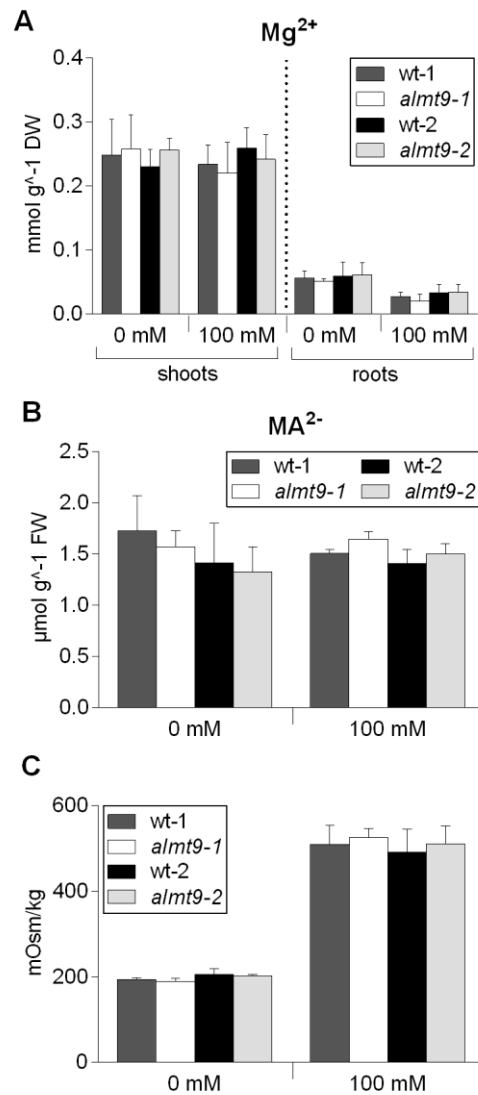 A
Mg²⁺
mmol g^-1 DW
0.4
0.3
0.2
0.1
0.0
wt-1
almt9-1
wt-2
almt9-2
0 mM 100 mM 0 mM 100 mM
shoots roots
B
MA²⁻
µmol g^-1 FW
2.5
2.0
1.5
1.0
0.5
0.0
wt-1 wt-2
almt9-1 almt9-2
0 mM 100 mM
C
mOsm/kg
600
400
200
0
wt-1
almt9-1
wt-2
almt9-2
0 mM 100 mM